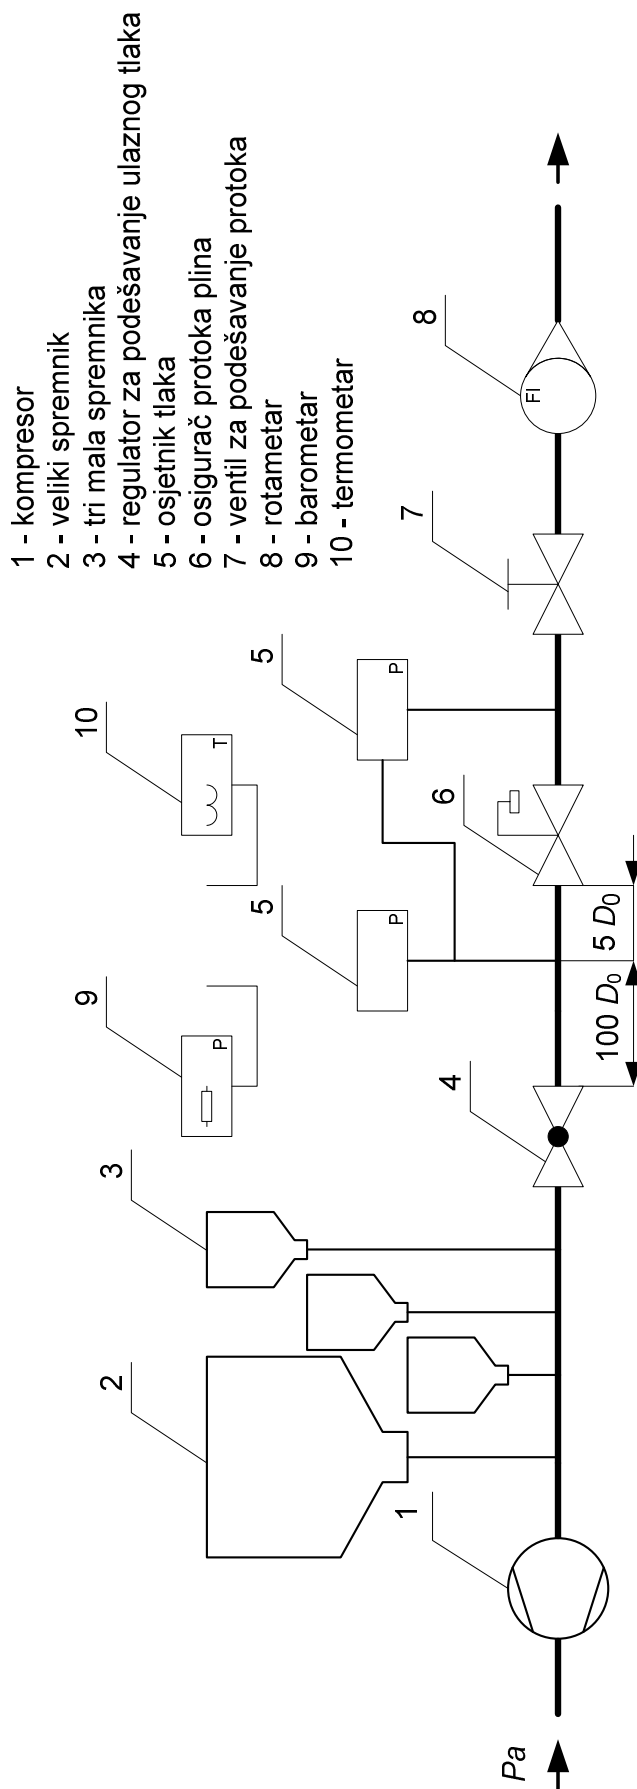 1 - kompresor
2 - veliki spremnik
3 - tri mala spremnika
4 - regulator za podešavanje ulaznog tlaka
5 - osjetnik tlaka
6 - osigurač protoka plina
7 - ventil za podešavanje protoka
8 - rotametar
9 - barometar
10 - termometar
2
3
9
P
10
T
5
P
5
P
1
4
6
7
8
FI
Pa
100 D₀
5 D₀